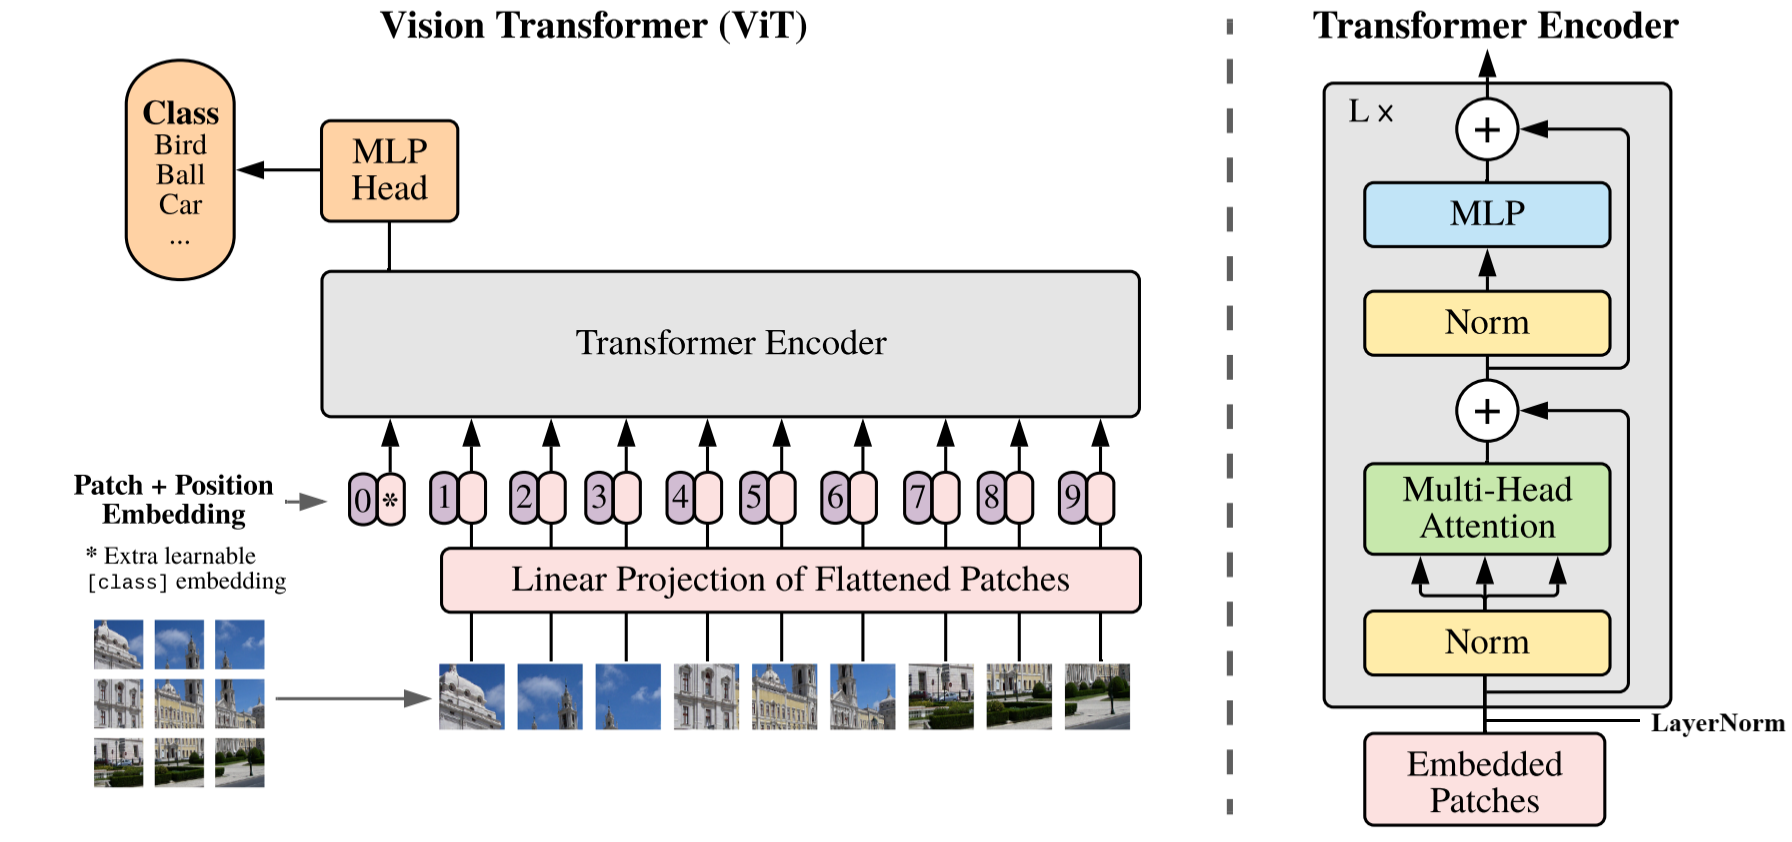 Vision Transformer (ViT)
Class
Bird
Ball
Car
...
MLP
Head
Transformer Encoder
Patch + Position
Embedding
0 * 1 2 3 4 5 6 7 8 9
* Extra learnable
[class] embedding
Linear Projection of Flattened Patches
Transformer Encoder
L ×
+
MLP
Norm
+
Multi-Head
Attention
Norm
LayerNorm
Embedded
Patches